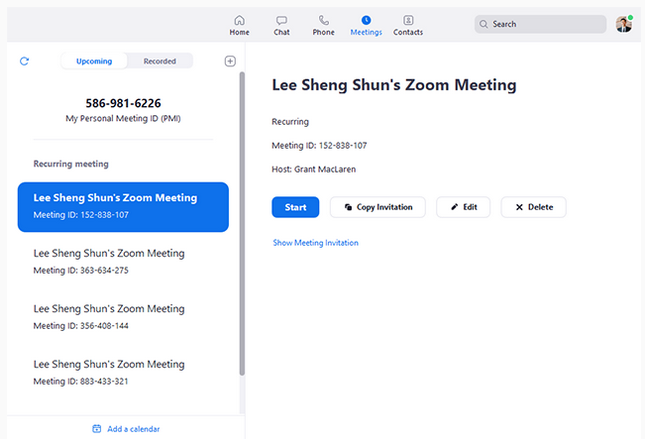 Home
Chat
Phone
Meetings
Contacts
Search
Upcoming
Recorded
586-981-6226
My Personal Meeting ID (PMI)
Recurring meeting
Lee Sheng Shun's Zoom Meeting
Meeting ID: 152-838-107
Lee Sheng Shun's Zoom Meeting
Meeting ID: 363-634-275
Lee Sheng Shun's Zoom Meeting
Meeting ID: 356-408-144
Lee Sheng Shun's Zoom Meeting
Meeting ID: 883-433-321
Add a calendar
Lee Sheng Shun's Zoom Meeting
Recurring
Meeting ID: 152-838-107
Host: Grant MacLaren
Start
Copy Invitation
Edit
Delete
Show Meeting Invitation